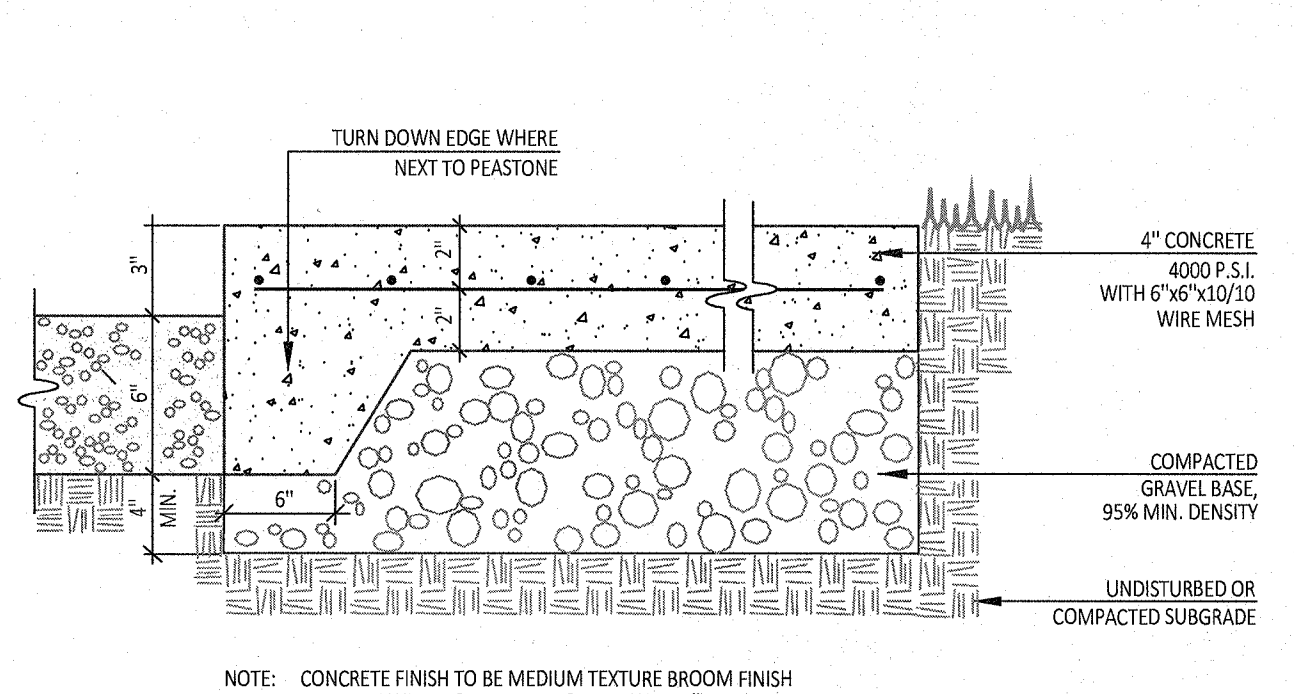 TURN DOWN EDGE WHERE
NEXT TO PEASTONE
3"
2"
2"
6"
4"
MIN.
6"
4" CONCRETE
4000 P.S.I.
WITH 6"x6"x10/10
WIRE MESH
COMPACTED
GRAVEL BASE,
95% MIN. DENSITY
UNDISTURBED OR
COMPACTED SUBGRADE
NOTE: CONCRETE FINISH TO BE MEDIUM TEXTURE BROOM FINISH